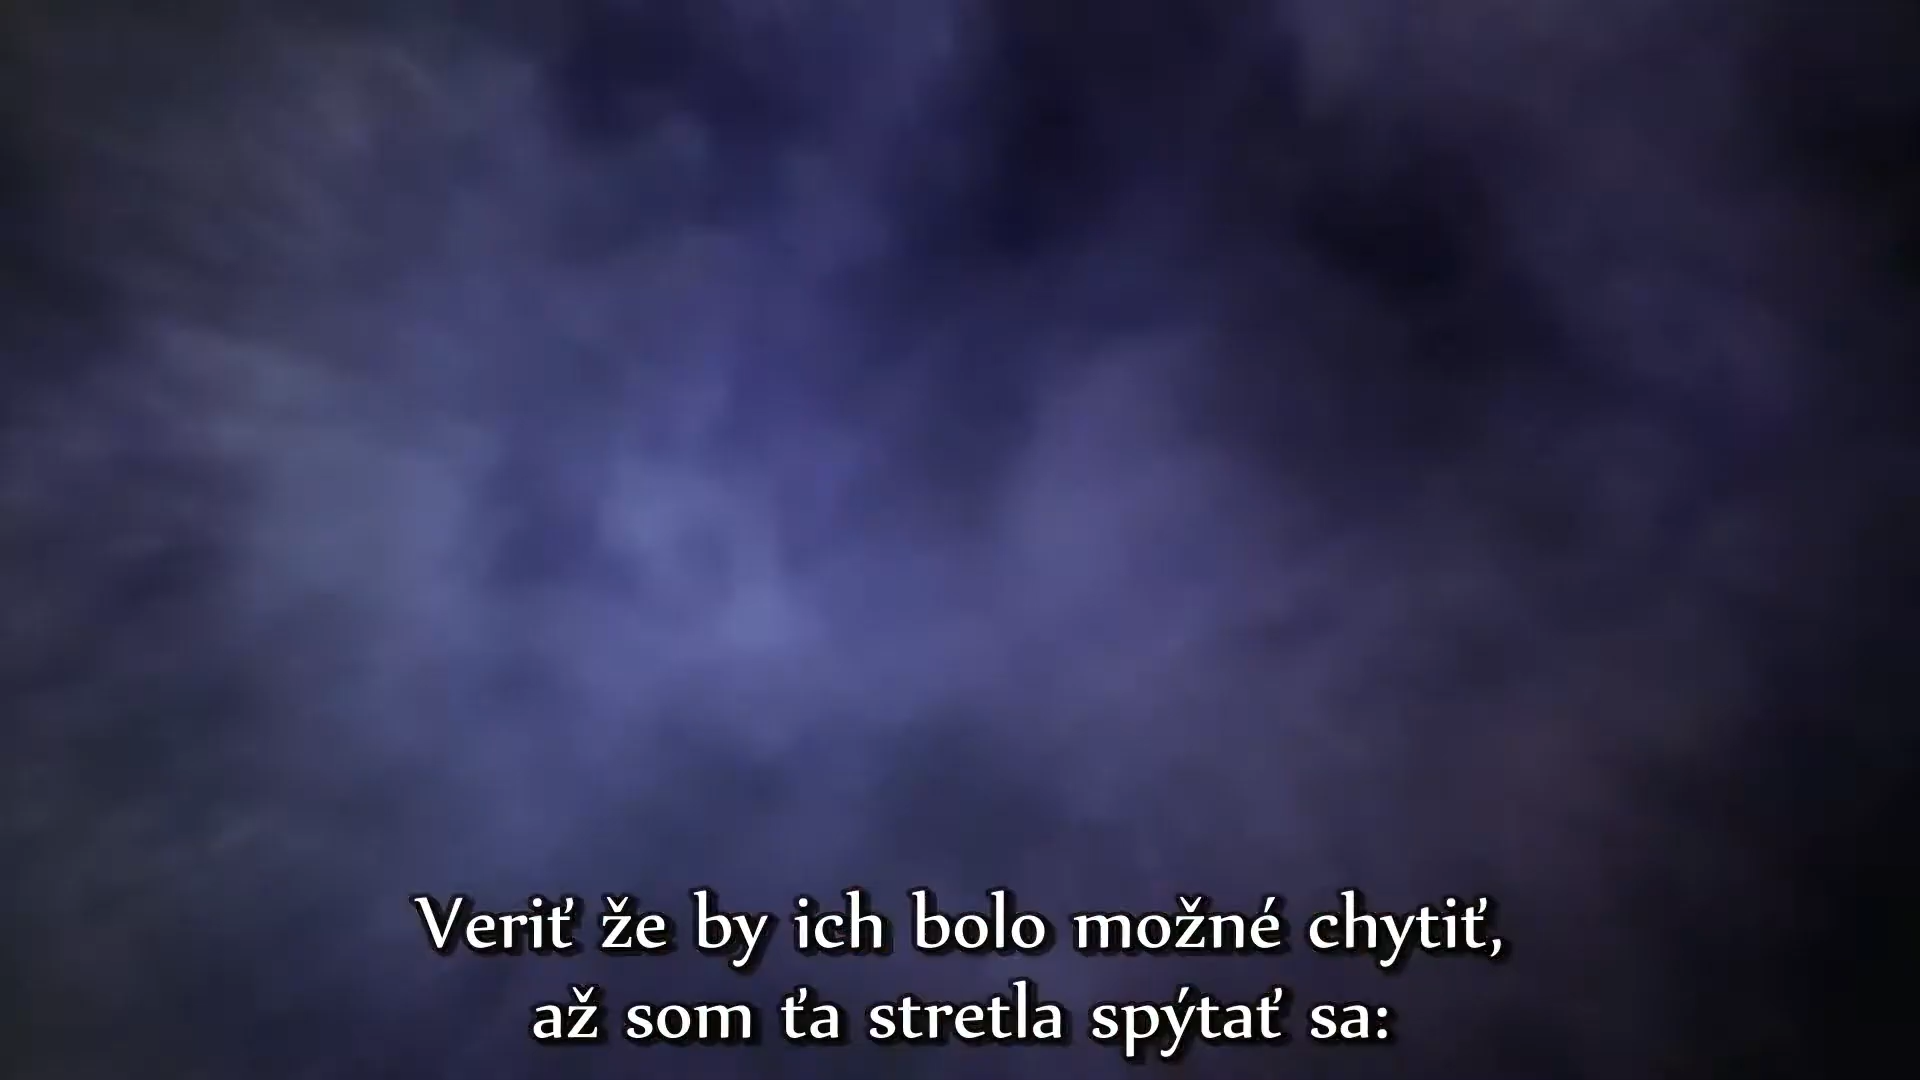 Veriť že by ich bolo možné chytiť,
až som ťa stretla spýtať sa: